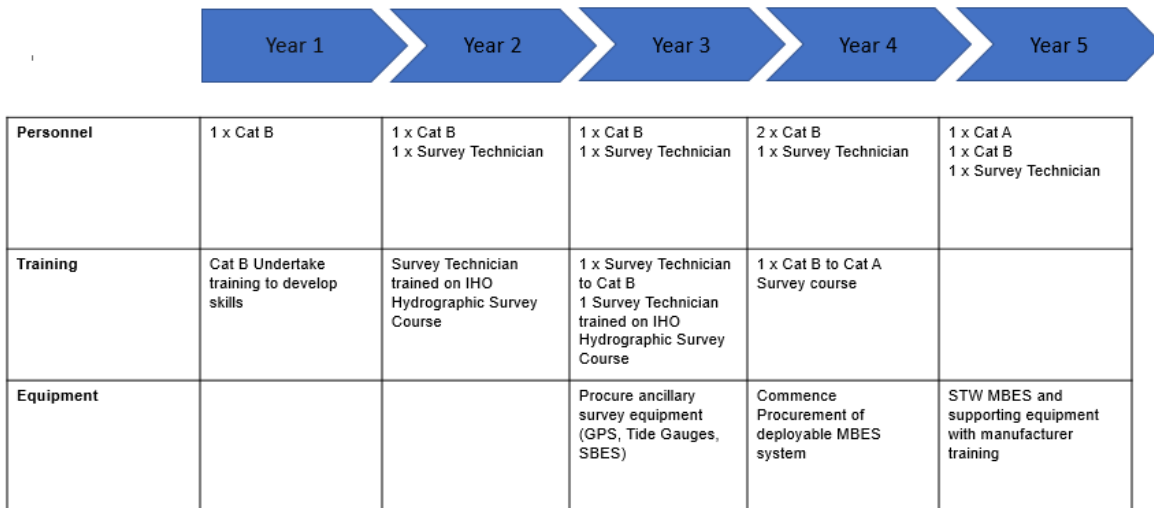 Year 1
Year 2
Year 3
Year 4
Year 5
Personnel
1 x Cat B
1 x Cat B
1 x Survey Technician
1 x Cat B
1 x Survey Technician
2 x Cat B
1 x Survey Technician
1 x Cat A
1 x Cat B
1 x Survey Technician
Training
Cat B Undertake
training to develop
skills
Survey Technician
trained on IHO
Hydrographic Survey
Course
1 x Survey Technician
to Cat B
1 Survey Technician
trained on IHO
Hydrographic Survey
Course
1 x Cat B to Cat A
Survey course
Equipment
Procure ancillary
survey equipment
(GPS, Tide Gauges,
SBES)
Commence
Procurement of
deployable MBES
system
STW MBES and
supporting equipment
with manufacturer
training